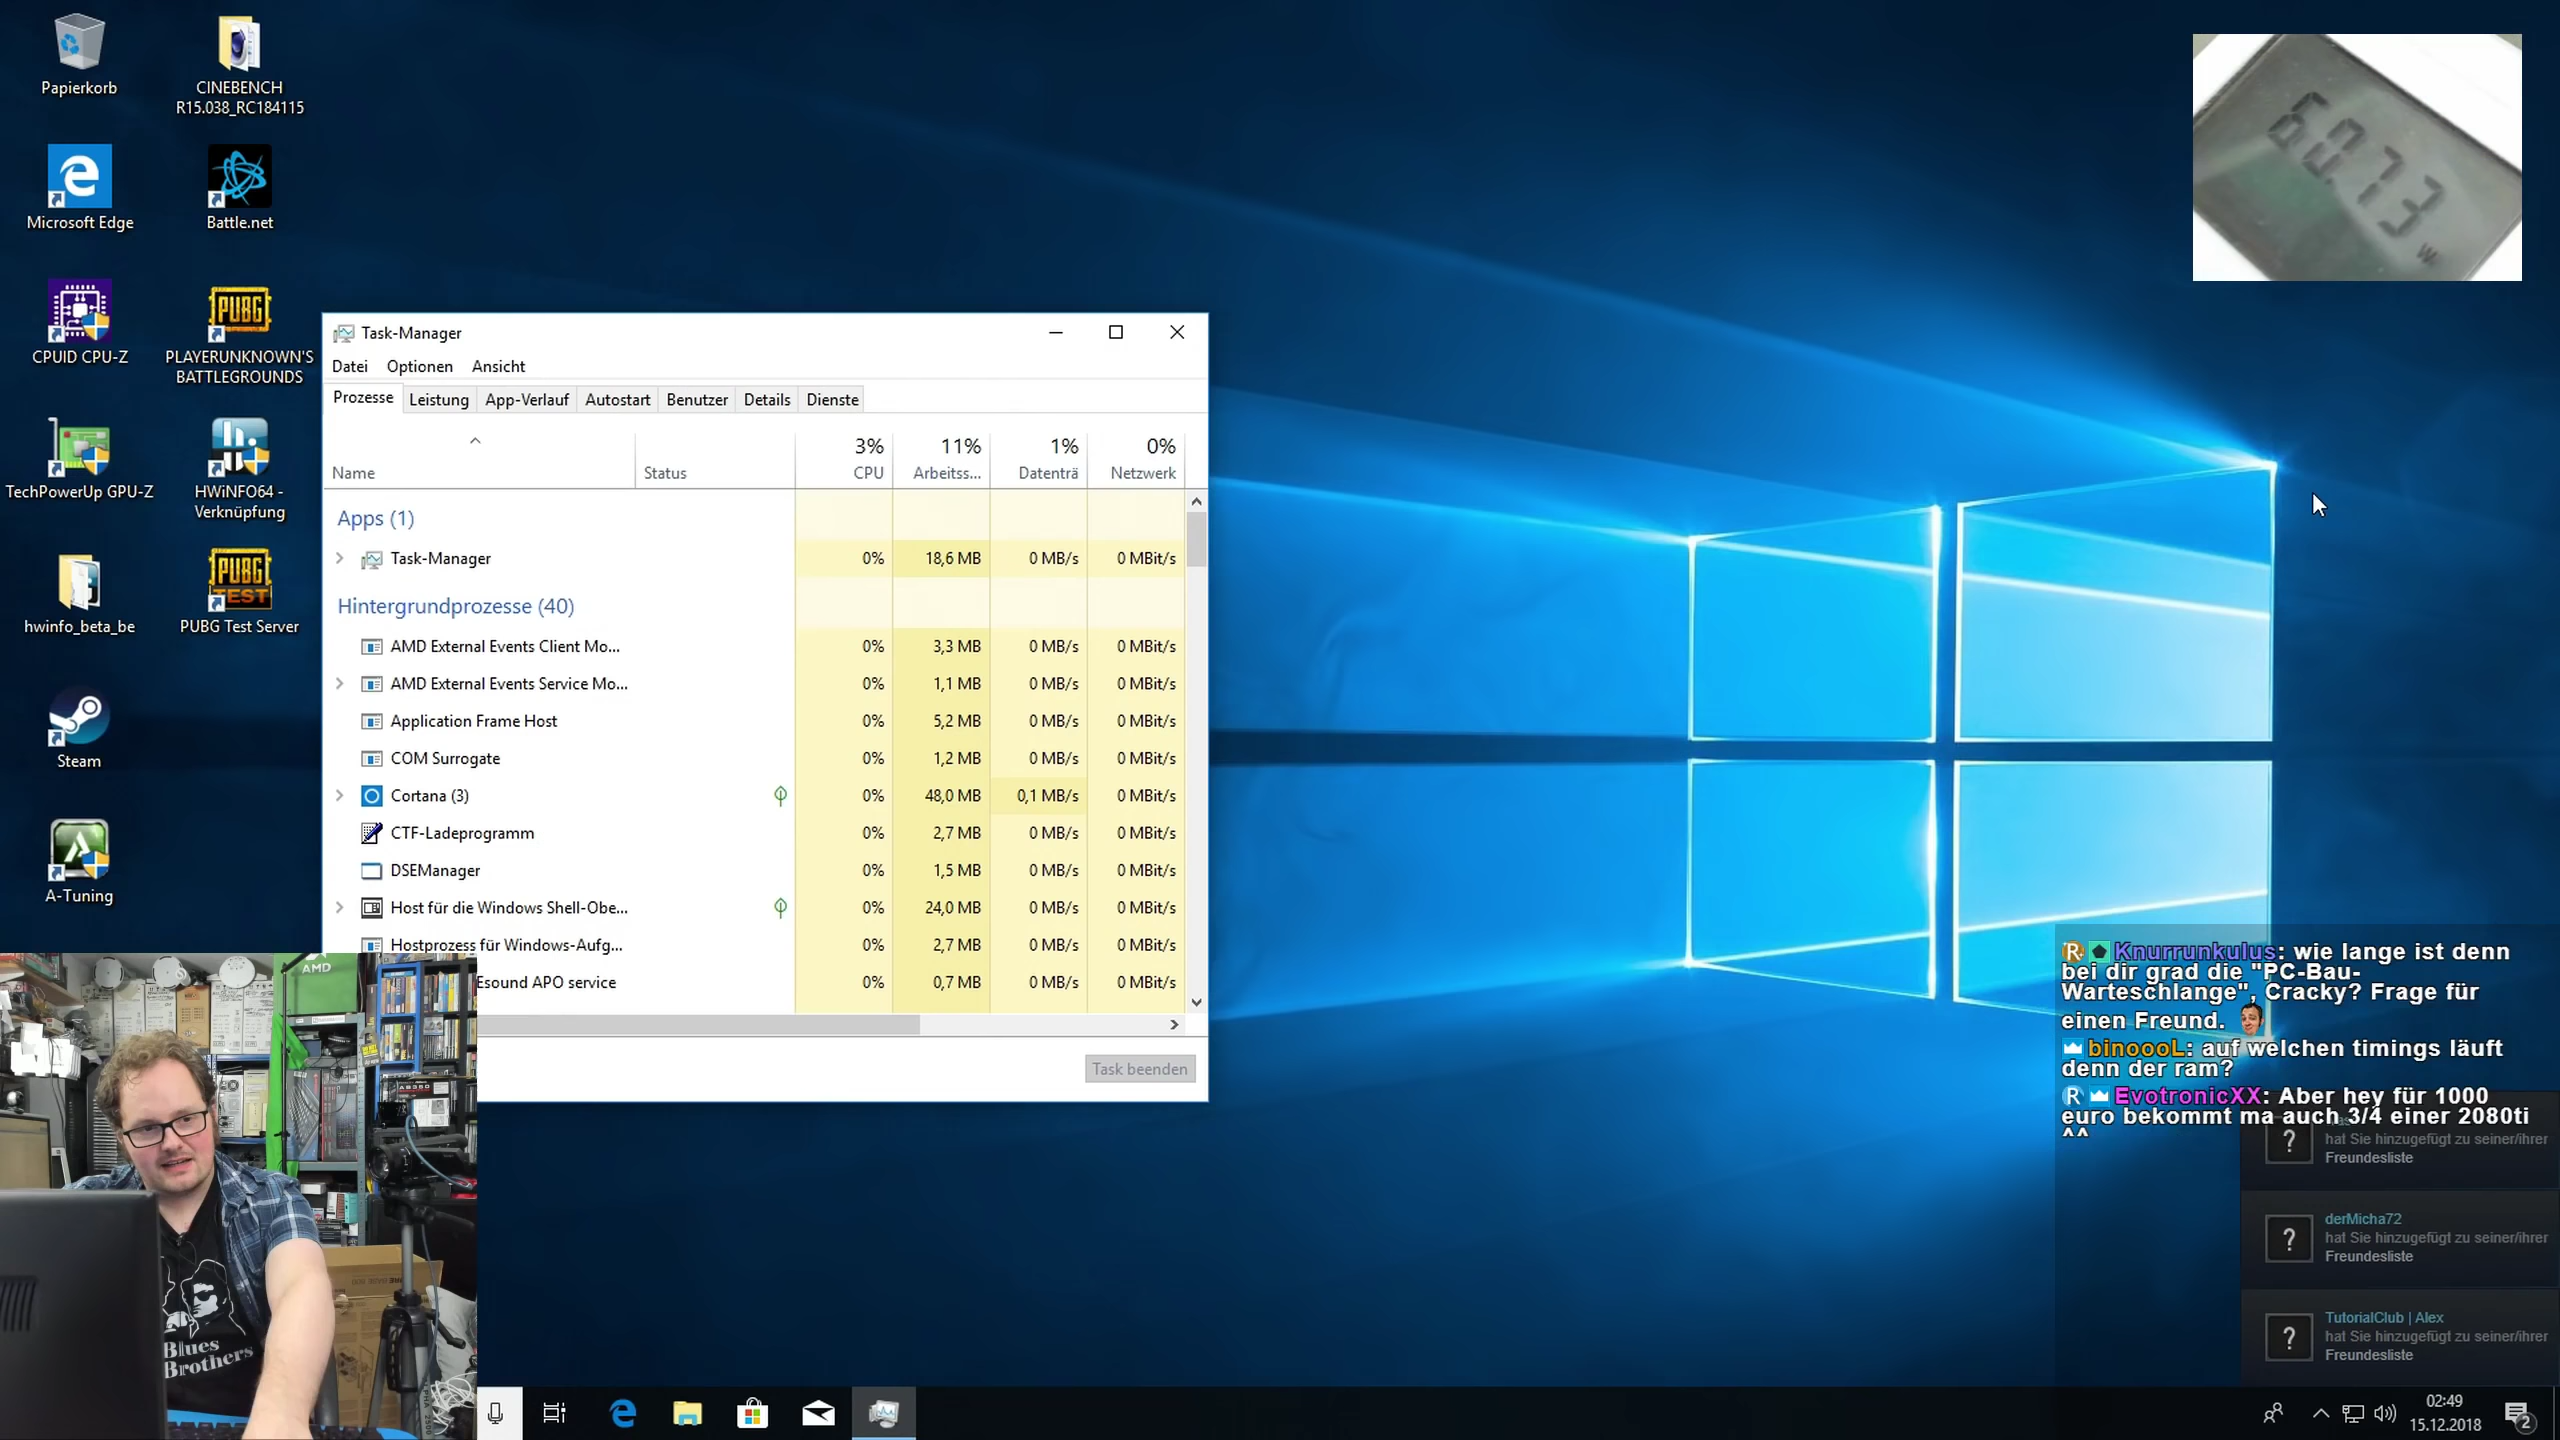 Papierkorb
CINEBENCH
R15.038_RC184115
Microsoft Edge
Battle.net
CPUID CPU-Z
PUBG
PLAYERUNKNOWN'S
BATTLEGROUNDS
TechPowerUp GPU-Z
HWiNFO64 -
Verknüpfung
hwinfo_beta_be
PUBG
TEST
PUBG Test Server
Steam
A-Tuning
60.73
W
Task-Manager
Datei Optionen Ansicht
Prozesse Leistung App-Verlauf Autostart Benutzer Details Dienste
3% 11% 1% 0%
Name Status CPU Arbeitss... Datenträ Netzwerk
Apps (1)
Task-Manager 0% 18,6 MB 0 MB/s 0 MBit/s
Hintergrundprozesse (40)
AMD External Events Client Mo... 0% 3,3 MB 0 MB/s 0 MBit/s
AMD External Events Service Mo... 0% 1,1 MB 0 MB/s 0 MBit/s
Application Frame Host 0% 5,2 MB 0 MB/s 0 MBit/s
COM Surrogate 0% 1,2 MB 0 MB/s 0 MBit/s
Cortana (3) 0% 48,0 MB 0,1 MB/s 0 MBit/s
CTF-Ladeprogramm 0% 2,7 MB 0 MB/s 0 MBit/s
DSEManager 0% 1,5 MB 0 MB/s 0 MBit/s
Host für die Windows Shell-Obe... 0% 24,0 MB 0 MB/s 0 MBit/s
Hostprozess für Windows-Aufg... 0% 2,7 MB 0 MB/s 0 MBit/s
esound APO service 0% 0,7 MB 0 MB/s 0 MBit/s
Task beenden
AMD
Blues
Brothers
Knurrunkulus: wie lange ist denn
bei dir grad die "PC-Bau-
Warteschlange", Cracky? Frage für
einen Freund.
binoooL: auf welchen timings läuft
denn der ram?
EvotronicXX: Aber hey für 1000
euro bekommt ma auch 3/4 einer 2080ti
^^
hat Sie hinzugefügt zu seiner/ihrer
Freundesliste
derMicha72
hat Sie hinzugefügt zu seiner/ihrer
Freundesliste
TutorialClub | Alex
hat Sie hinzugefügt zu seiner/ihrer
Freundesliste
02:49
15.12.2018
2